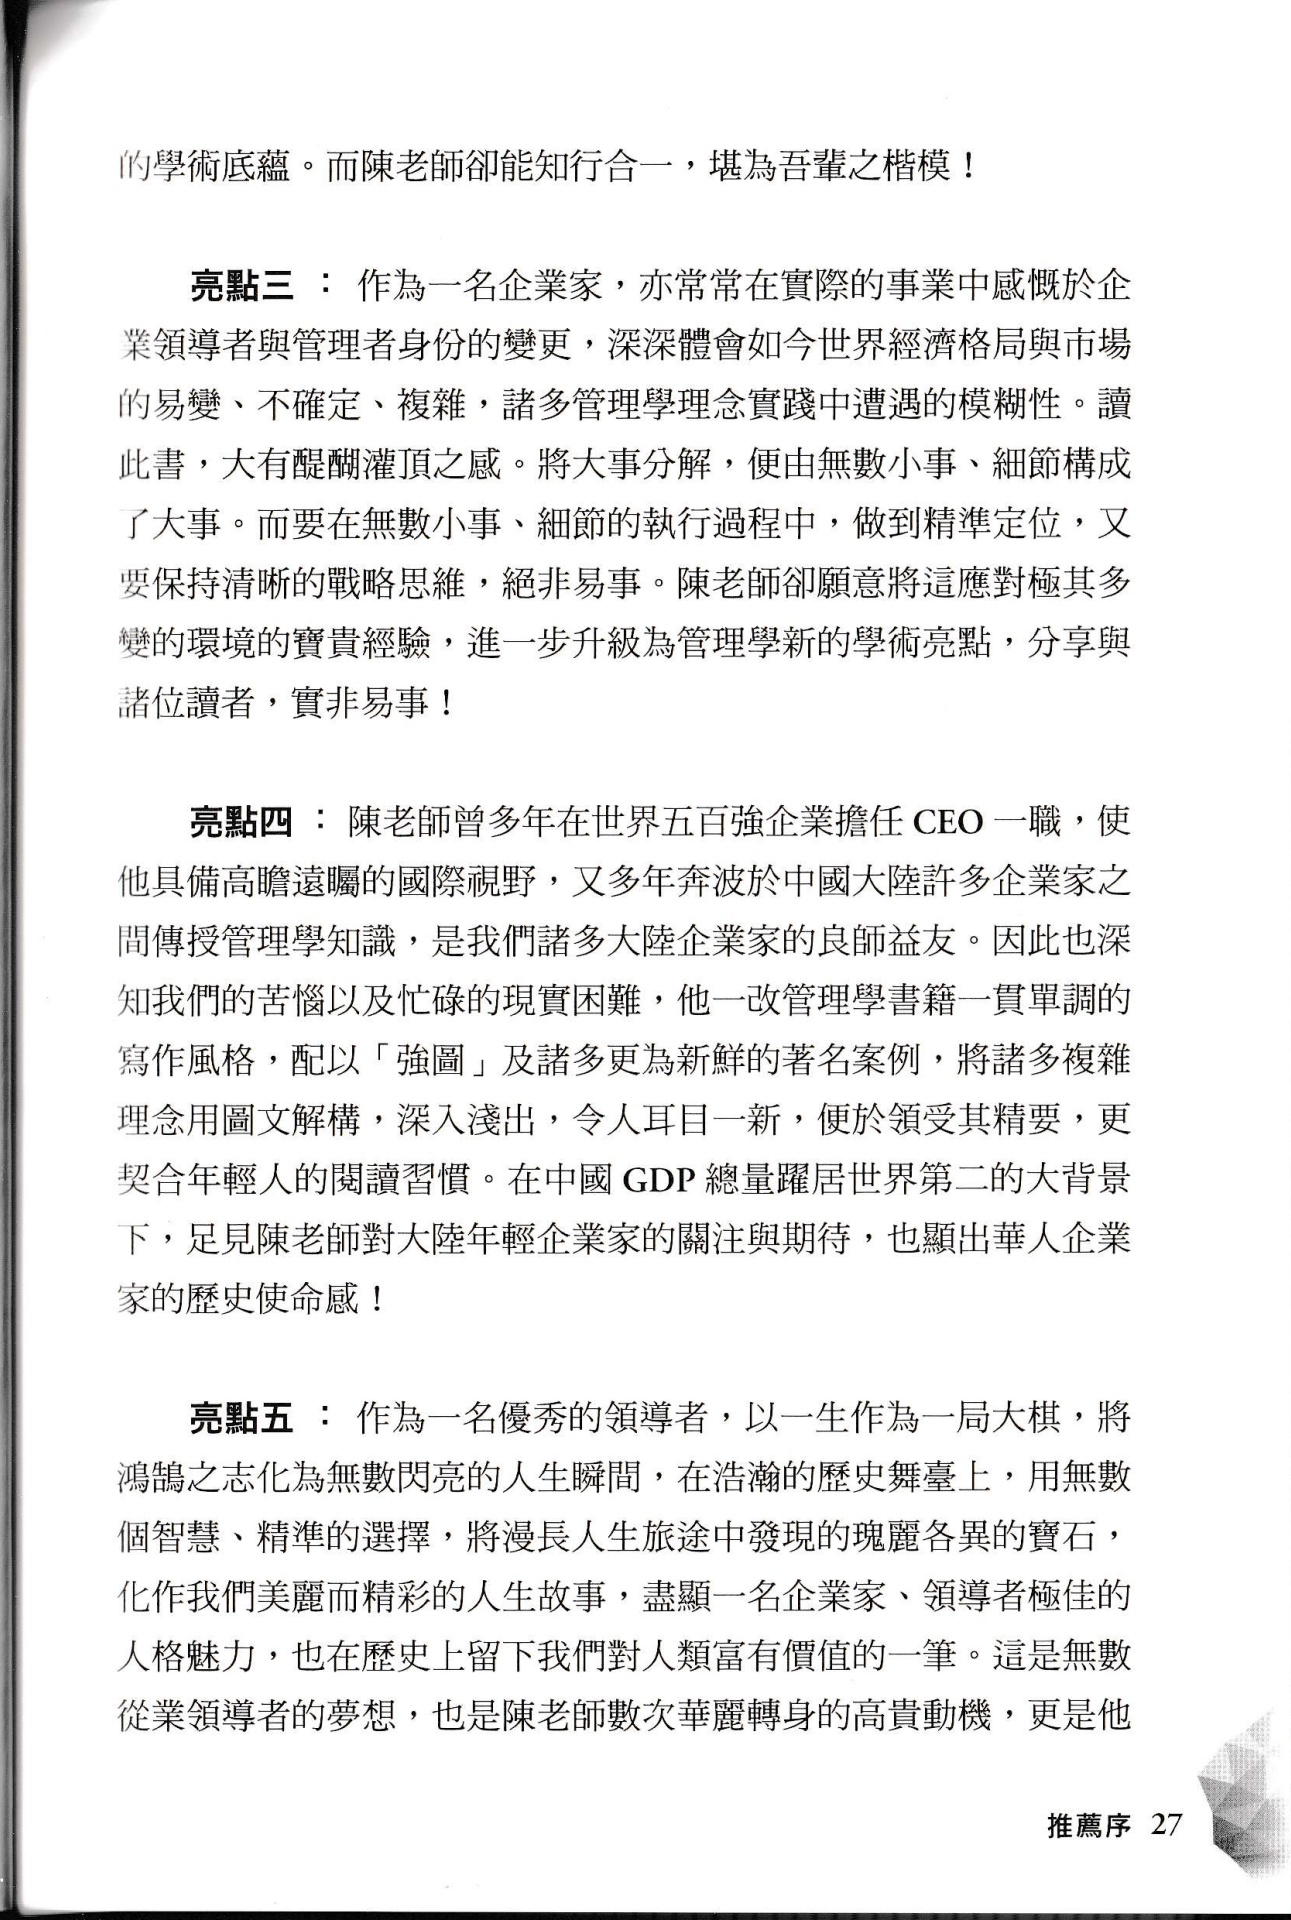 的學術底蘊。而陳老師卻能知行合一，堪為吾輩之楷模！
亮點三 ： 作為一名企業家，亦常常在實際的事業中感慨於企
業領導者與管理者身份的變更，深深體會如今世界經濟格局與市場
的易變、不確定、複雜，諸多管理學理念實踐中遭遇的模糊性。讀
此書，大有醍醐灌頂之感。將大事分解，便由無數小事、細節構成
了大事。而要在無數小事、細節的執行過程中，做到精準定位，又
要保持清晰的戰略思維，絕非易事。陳老師卻願意將這應對極其多
變的環境的寶貴經驗，進一步升級為管理學新的學術亮點，分享與
諸位讀者，實非易事！
亮點四 ： 陳老師曾多年在世界五百強企業擔任 CEO 一職，使
他具備高瞻遠矚的國際視野，又多年奔波於中國大陸許多企業家之
間傳授管理學知識，是我們諸多大陸企業家的良師益友。因此也深
知我們的苦惱以及忙碌的現實困難，他一改管理學書籍一貫單調的
寫作風格，配以「強圖」及諸多更為新鮮的著名案例，將諸多複雜
理念用圖文解構，深入淺出，令人耳目一新，便於領受其精要，更
契合年輕人的閱讀習慣。在中國 GDP 總量躍居世界第二的大背景
下，足見陳老師對大陸年輕企業家的關注與期待，也顯出華人企業
家的歷史使命感！
亮點五 ： 作為一名優秀的領導者，以一生作為一局大棋，將
鴻鵠之志化為無數閃亮的人生瞬間，在浩瀚的歷史舞臺上，用無數
個智慧、精準的選擇，將漫長人生旅途中發現的瑰麗各異的寶石，
化作我們美麗而精彩的人生故事，盡顯一名企業家、領導者極佳的
人格魅力，也在歷史上留下我們對人類富有價值的一筆。這是無數
從業領導者的夢想，也是陳老師數次華麗轉身的高貴動機，更是他
推薦序 27